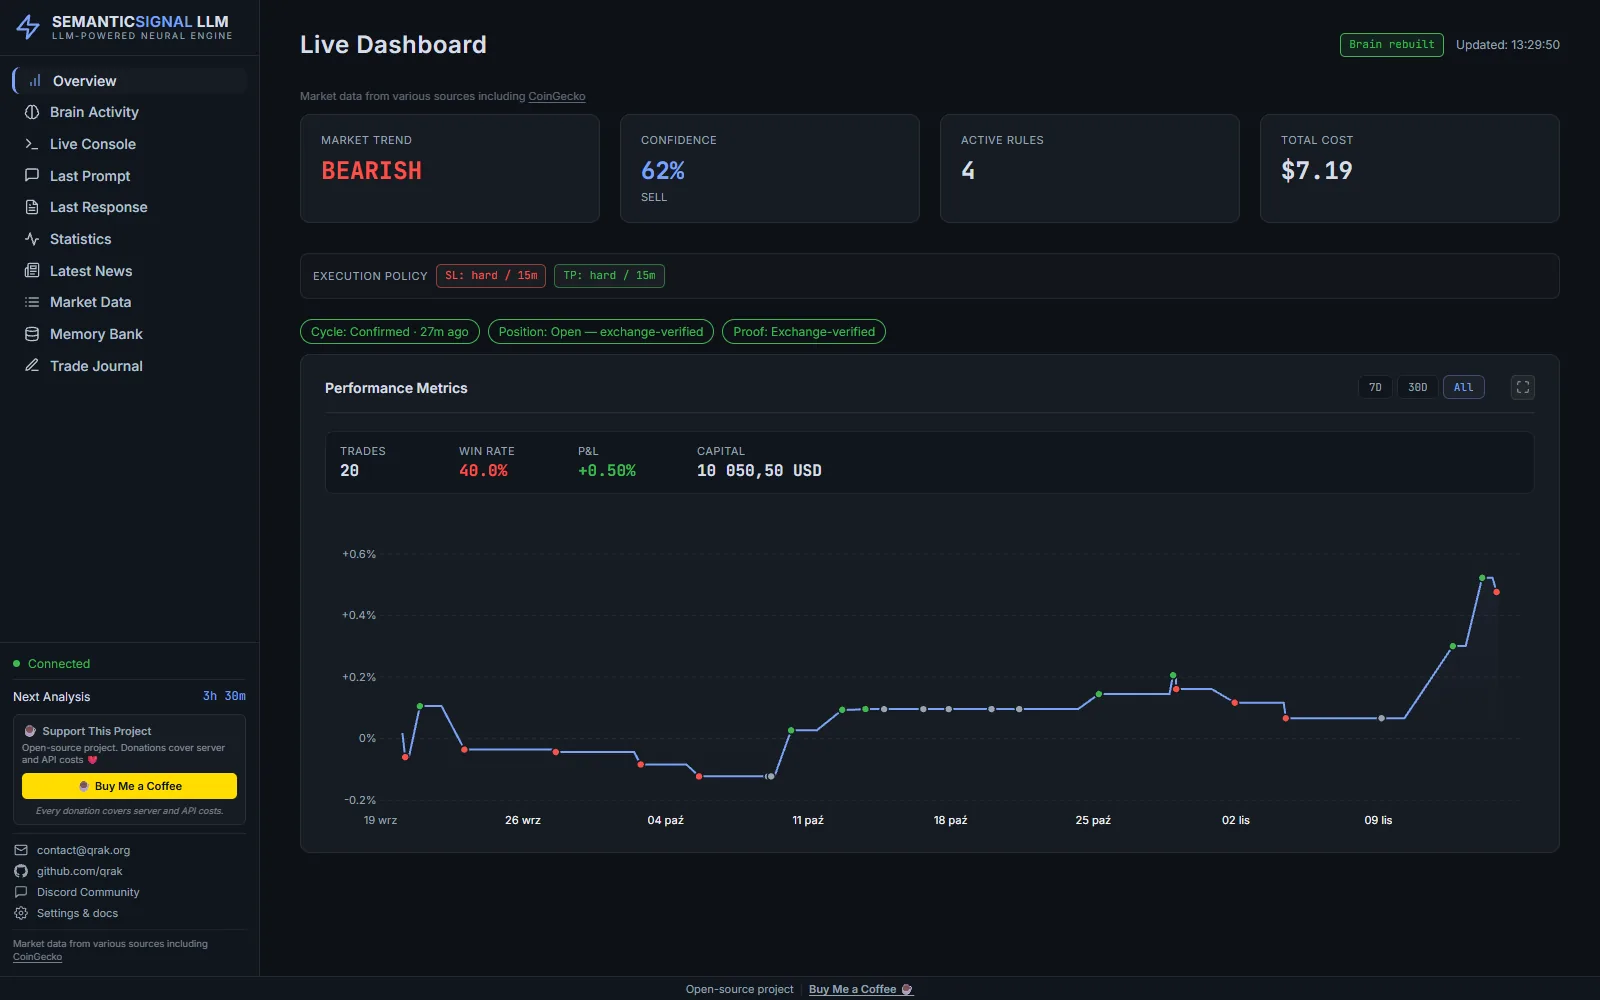 SEMANTICSIGNAL LLM
LLM-POWERED NEURAL ENGINE
Overview
Brain Activity
Live Console
Last Prompt
Last Response
Statistics
Latest News
Market Data
Memory Bank
Trade Journal
Connected
Next Analysis 3h 30m
Support This Project
Open-source project. Donations cover server
and API costs
Buy Me a Coffee
Every donation covers server and API costs.
contact@qrak.org
github.com/qrak
Discord Community
Settings & docs
Market data from various sources including
CoinGecko
Live Dashboard
Brain rebuilt Updated: 13:29:50
Market data from various sources including CoinGecko
MARKET TREND
BEARISH
CONFIDENCE
62%
SELL
ACTIVE RULES
4
TOTAL COST
$7.19
EXECUTION POLICY SL: hard / 15m TP: hard / 15m
Cycle: Confirmed · 27m ago Position: Open — exchange-verified Proof: Exchange-verified
Performance Metrics 7D 30D All
TRADES
20
WIN RATE
40.0%
P&L
+0.50%
CAPITAL
10 050,50 USD
+0.6%
+0.4%
+0.2%
0%
-0.2%
19 wrz 26 wrz 04 paź 11 paź 18 paź 25 paź 02 lis 09 lis
Open-source project | Buy Me a Coffee